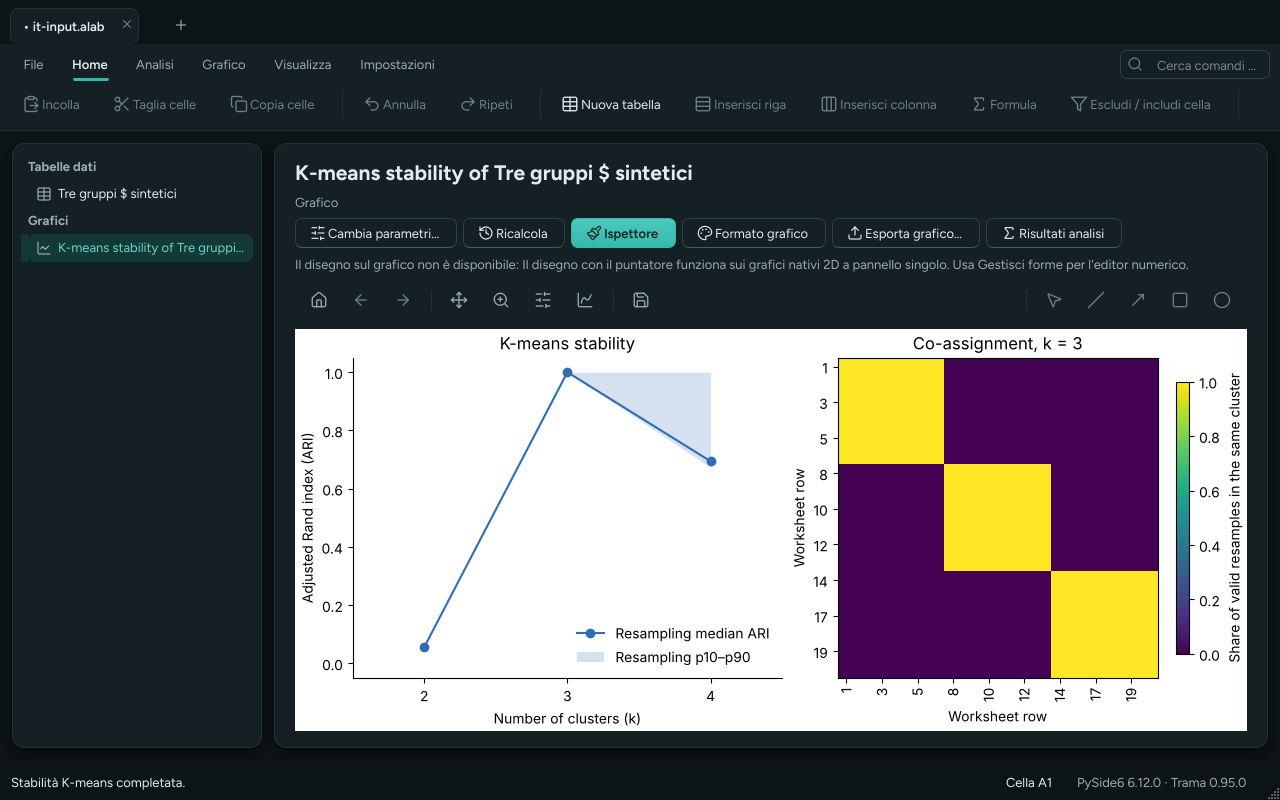 • it-input.alab
File
Home
Analisi
Grafico
Visualizza
Impostazioni
Cerca comandi ...
Incolla
Taglia celle
Copia celle
Annulla
Ripeti
Nuova tabella
Inserisci riga
Inserisci colonna
Formula
Escludi / includi cella
Tabelle dati
Tre gruppi $ sintetici
Grafici
K-means stability of Tre gruppi...
K-means stability of Tre gruppi $ sintetici
Grafico
Cambia parametri...
Ricalcola
Ispettore
Formato grafico
Esporta grafico...
Risultati analisi
Il disegno sul grafico non è disponibile: Il disegno con il puntatore funziona sui grafici nativi 2D a pannello singolo. Usa Gestisci forme per l'editor numerico.
K-means stability
Adjusted Rand index (ARI)
1.0
0.8
0.6
0.4
0.2
0.0
2
3
4
Number of clusters (k)
Resampling median ARI
Resampling p10–p90
Co-assignment, k = 3
Worksheet row
1
3
5
8
10
12
14
17
19
1
3
5
8
10
12
14
17
19
Worksheet row
1.0
0.8
0.6
0.4
0.2
0.0
Share of valid resamples in the same cluster
Stabilità K-means completata.
Cella A1
PySide6 6.12.0 · Trama 0.95.0